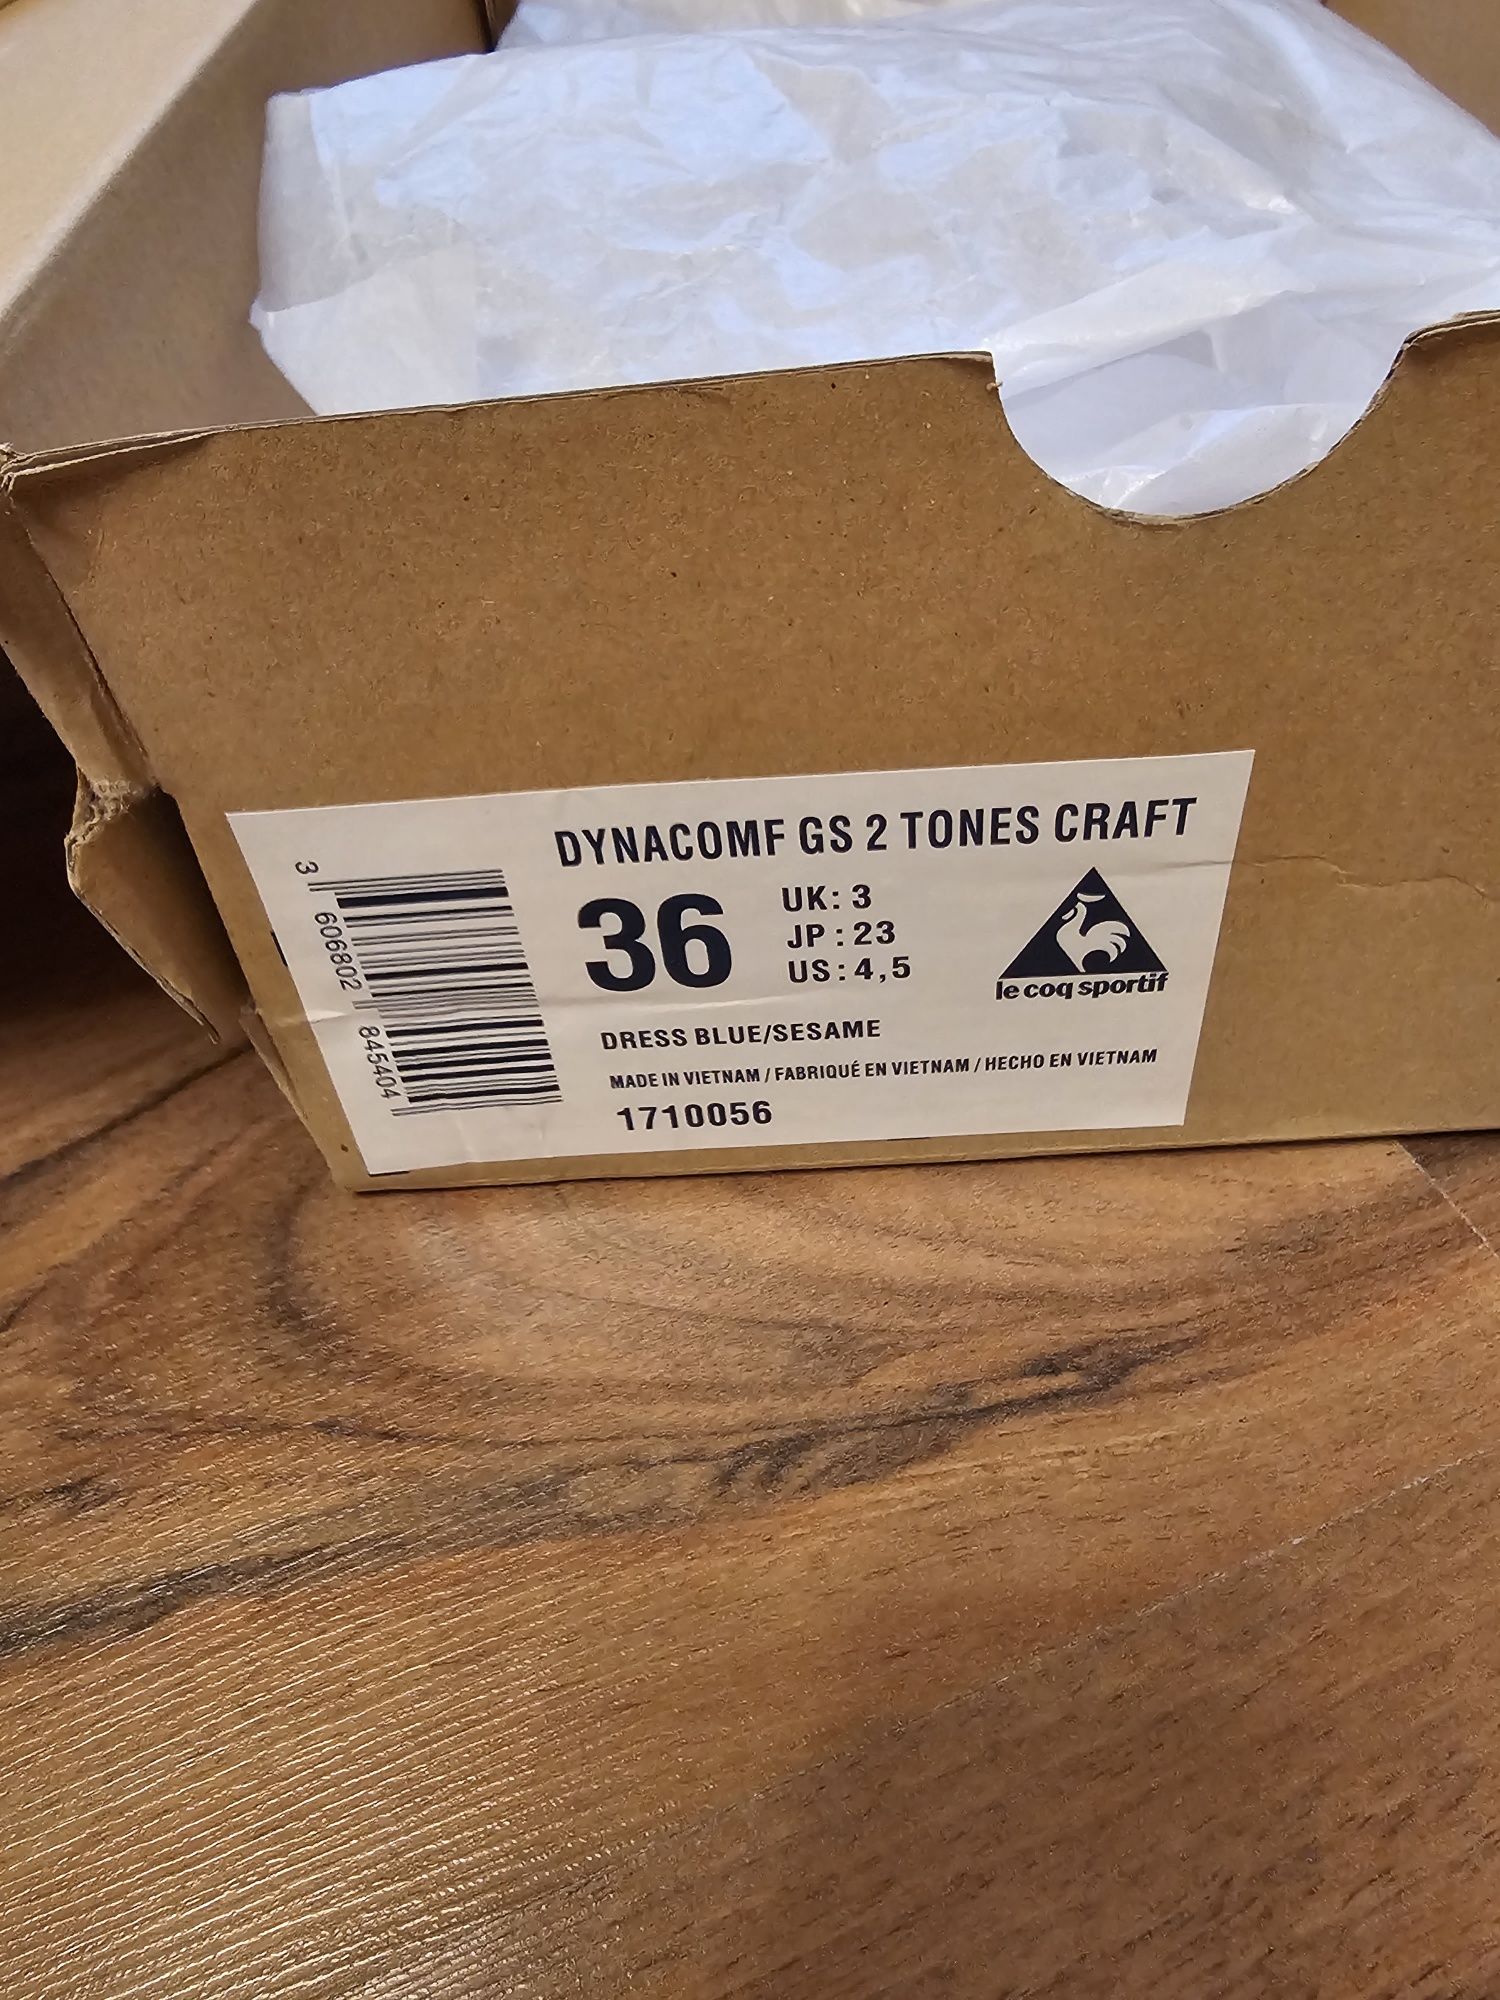 DYNACOMF GS 2 TONES CRAFT
36
UK: 3
JP : 23
US : 4,5
le coq sportif
DRESS BLUE/SESAME
MADE IN VIETNAM / FABRIQUÉ EN VIETNAM / HECHO EN VIETNAM
1710056
3 606802 845404